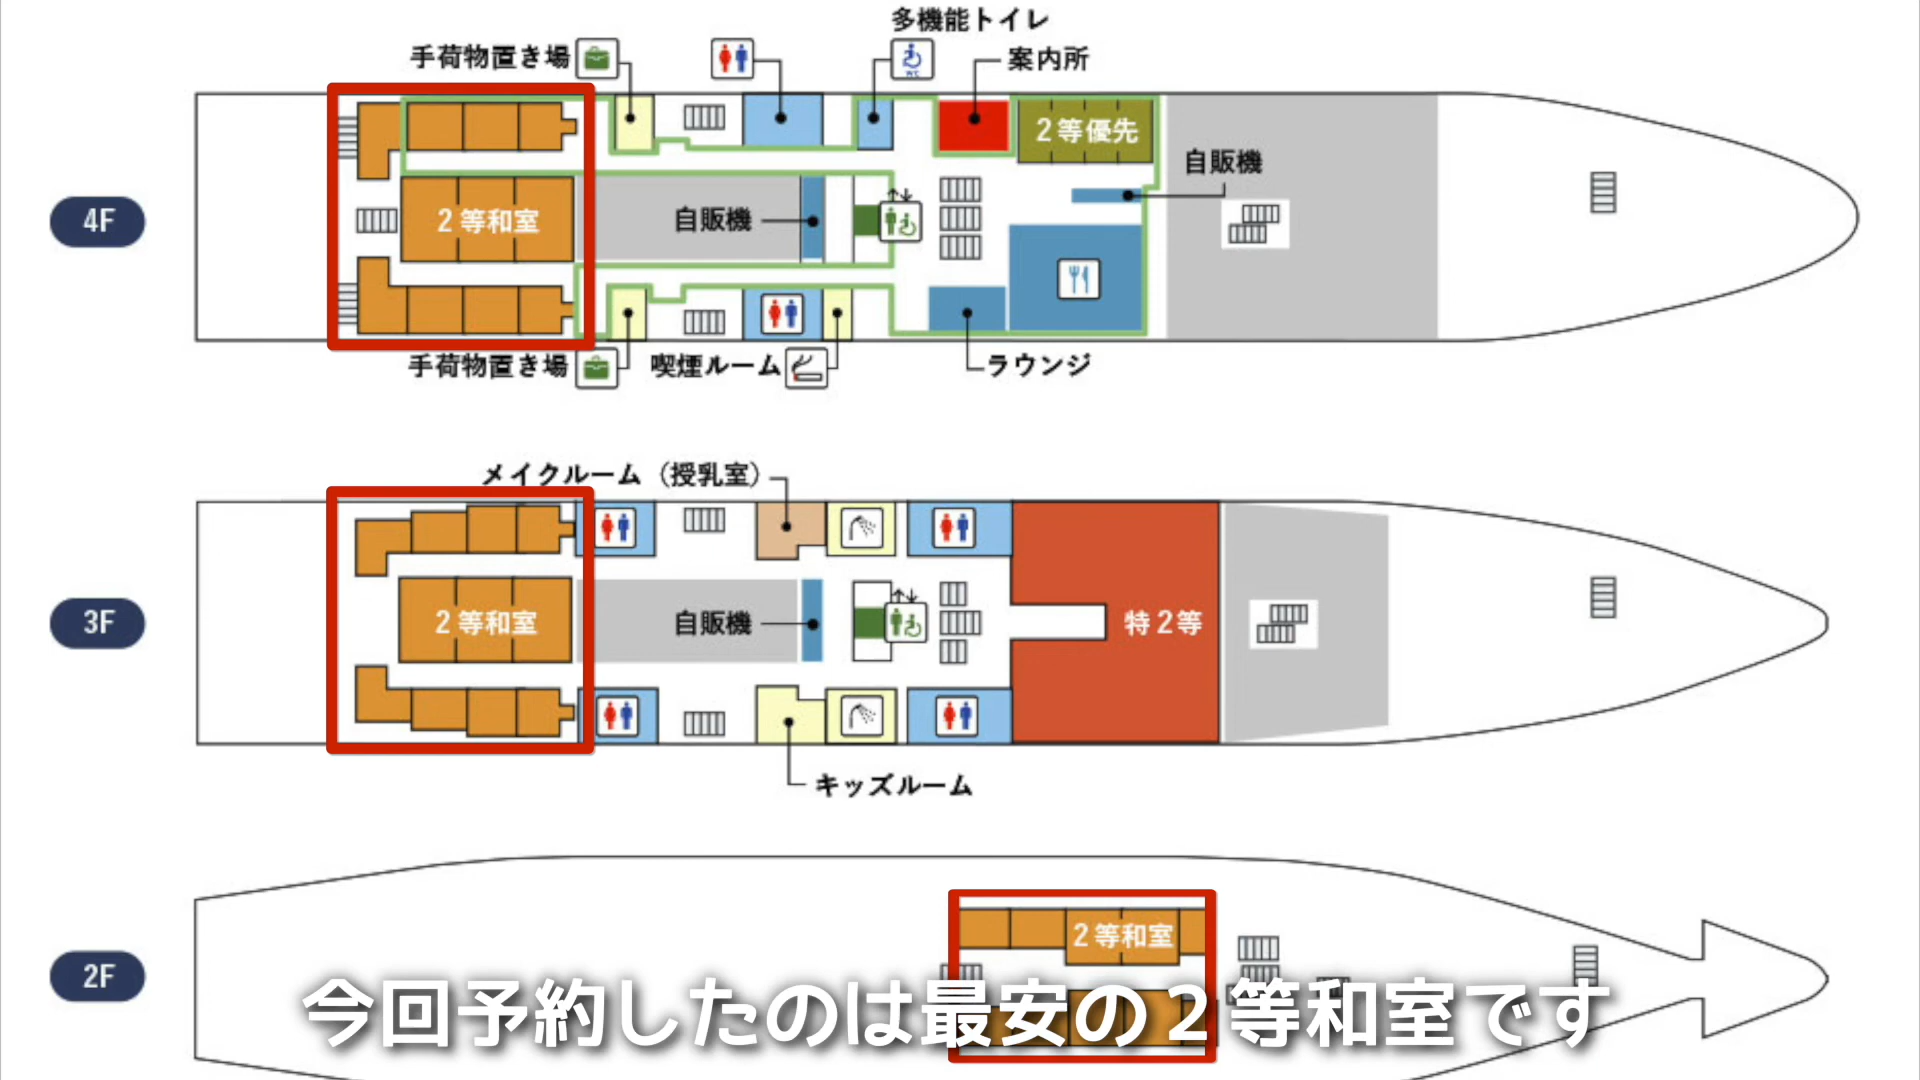 多機能トイレ
手荷物置き場
WC
案内所
2等優先
自販機
4F
2等和室
自販機
手荷物置き場
喫煙ルーム
ラウンジ
メイクルーム（授乳室）
3F
2等和室
自販機
特2等
キッズルーム
2等和室
2F
今回予約したのは最安の2等和室です